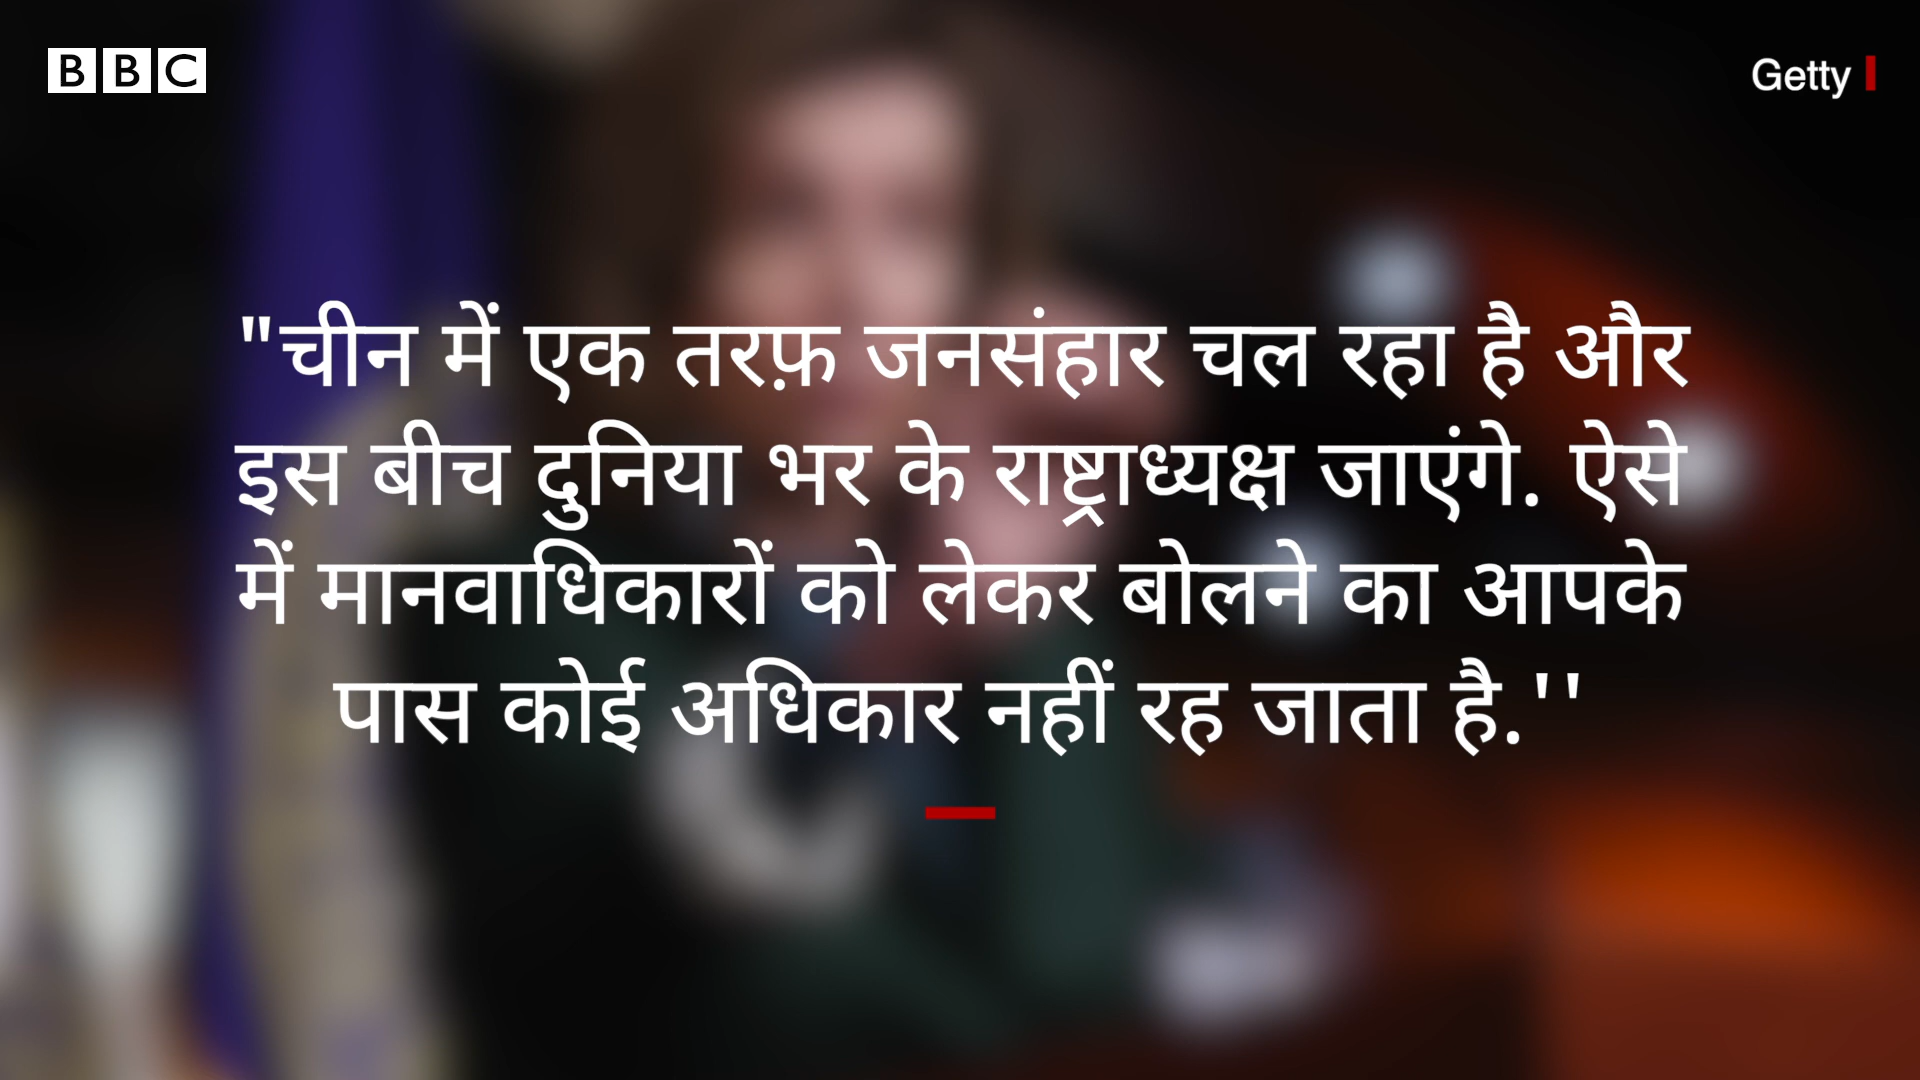 BBC
Getty
"चीन में एक तरफ़ जनसंहार चल रहा है और
इस बीच दुनिया भर के राष्ट्राध्यक्ष जाएंगे. ऐसे
में मानवाधिकारों को लेकर बोलने का आपके
पास कोई अधिकार नहीं रह जाता है.''